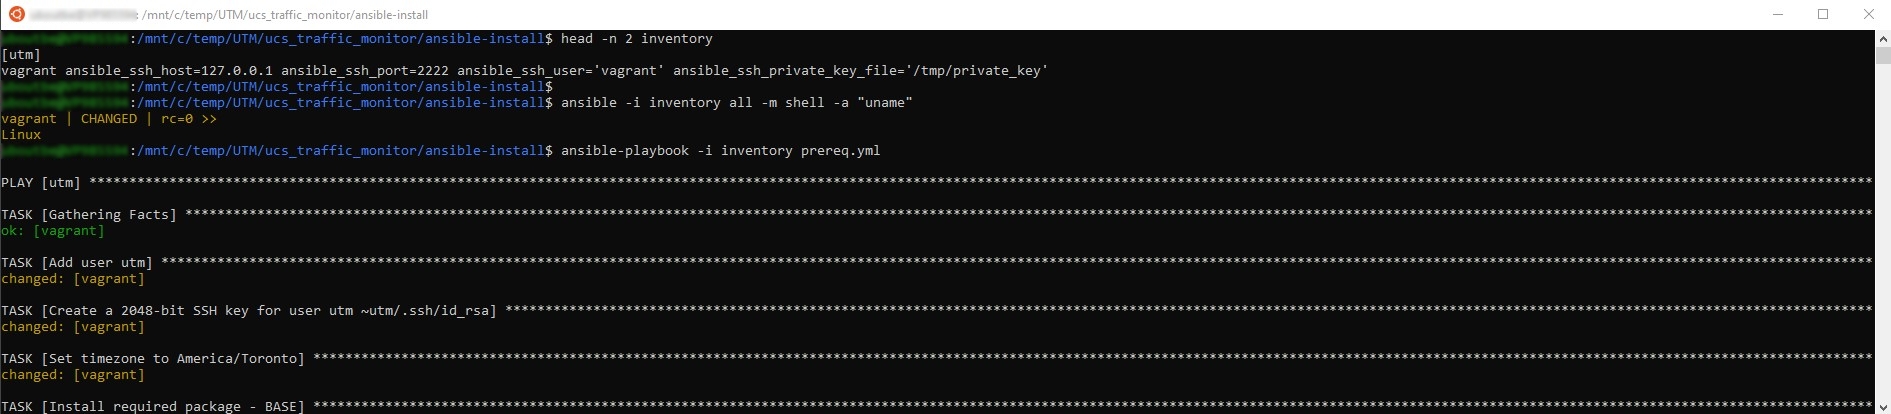 : /mnt/c/temp/UTM/ucs_traffic_monitor/ansible-install
:/mnt/c/temp/UTM/ucs_traffic_monitor/ansible-install$ head -n 2 inventory
[utm]
vagrant ansible_ssh_host=127.0.0.1 ansible_ssh_port=2222 ansible_ssh_user='vagrant' ansible_ssh_private_key_file='/tmp/private_key'
:/mnt/c/temp/UTM/ucs_traffic_monitor/ansible-install$
:/mnt/c/temp/UTM/ucs_traffic_monitor/ansible-install$ ansible -i inventory all -m shell -a "uname"
vagrant | CHANGED | rc=0 >>
Linux
:/mnt/c/temp/UTM/ucs_traffic_monitor/ansible-install$ ansible-playbook -i inventory prereq.yml
PLAY [utm] ********************************************************************************
TASK [Gathering Facts] ********************************************************************************
ok: [vagrant]
TASK [Add user utm] ********************************************************************************
changed: [vagrant]
TASK [Create a 2048-bit SSH key for user utm ~utm/.ssh/id_rsa] ********************************************************************************
changed: [vagrant]
TASK [Set timezone to America/Toronto] ********************************************************************************
changed: [vagrant]
TASK [Install required package - BASE] ********************************************************************************